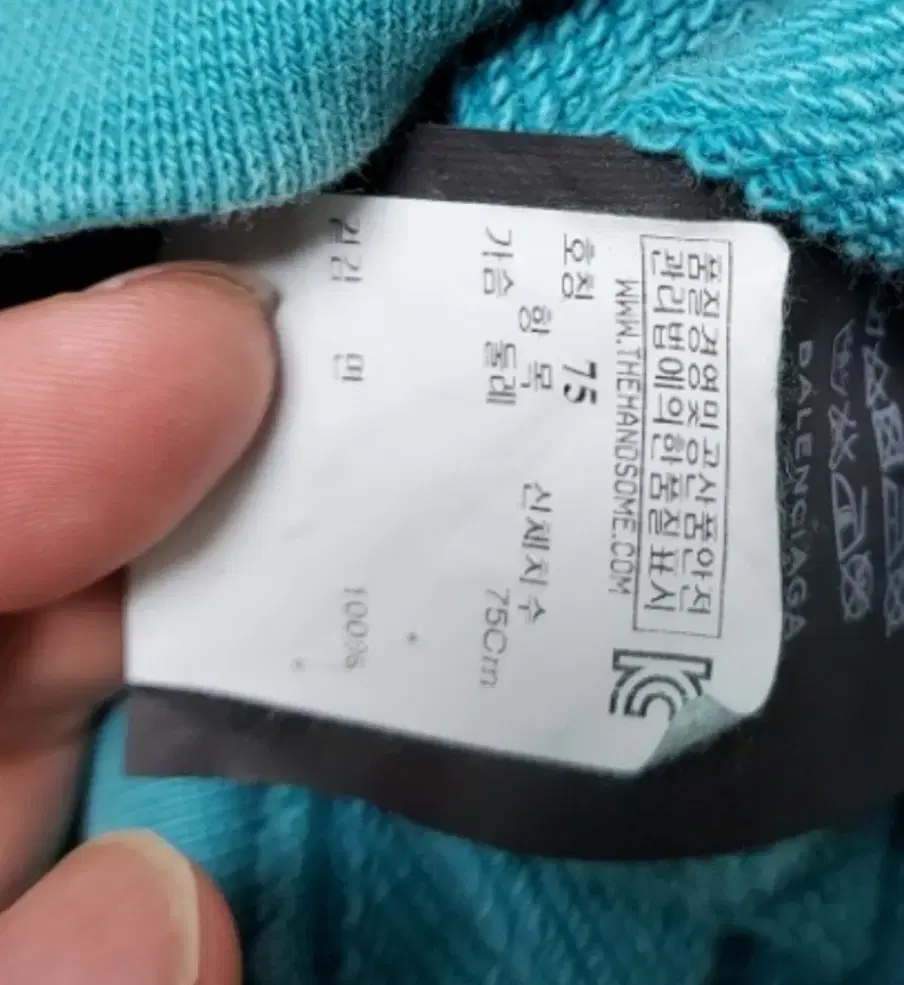 품질경영및공산품안전
관리법에의한품질표시
WWW.THEHANDSOME.COM
호칭 75
항목 신체치수
가슴둘레 75Cm
겉감 면 100%
BALENCIAGA